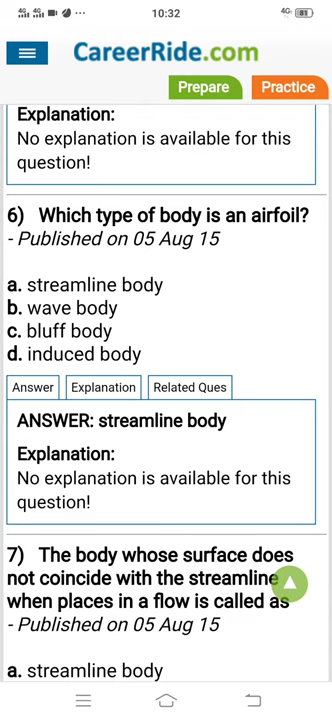 4G 4G 10:32 4G 81
CareerRide.com
Prepare Practice
Explanation:
No explanation is available for this
question!
6) Which type of body is an airfoil?
- Published on 05 Aug 15
a. streamline body
b. wave body
c. bluff body
d. induced body
Answer Explanation Related Ques
ANSWER: streamline body
Explanation:
No explanation is available for this
question!
7) The body whose surface does
not coincide with the streamline
when places in a flow is called as
- Published on 05 Aug 15
a. streamline body